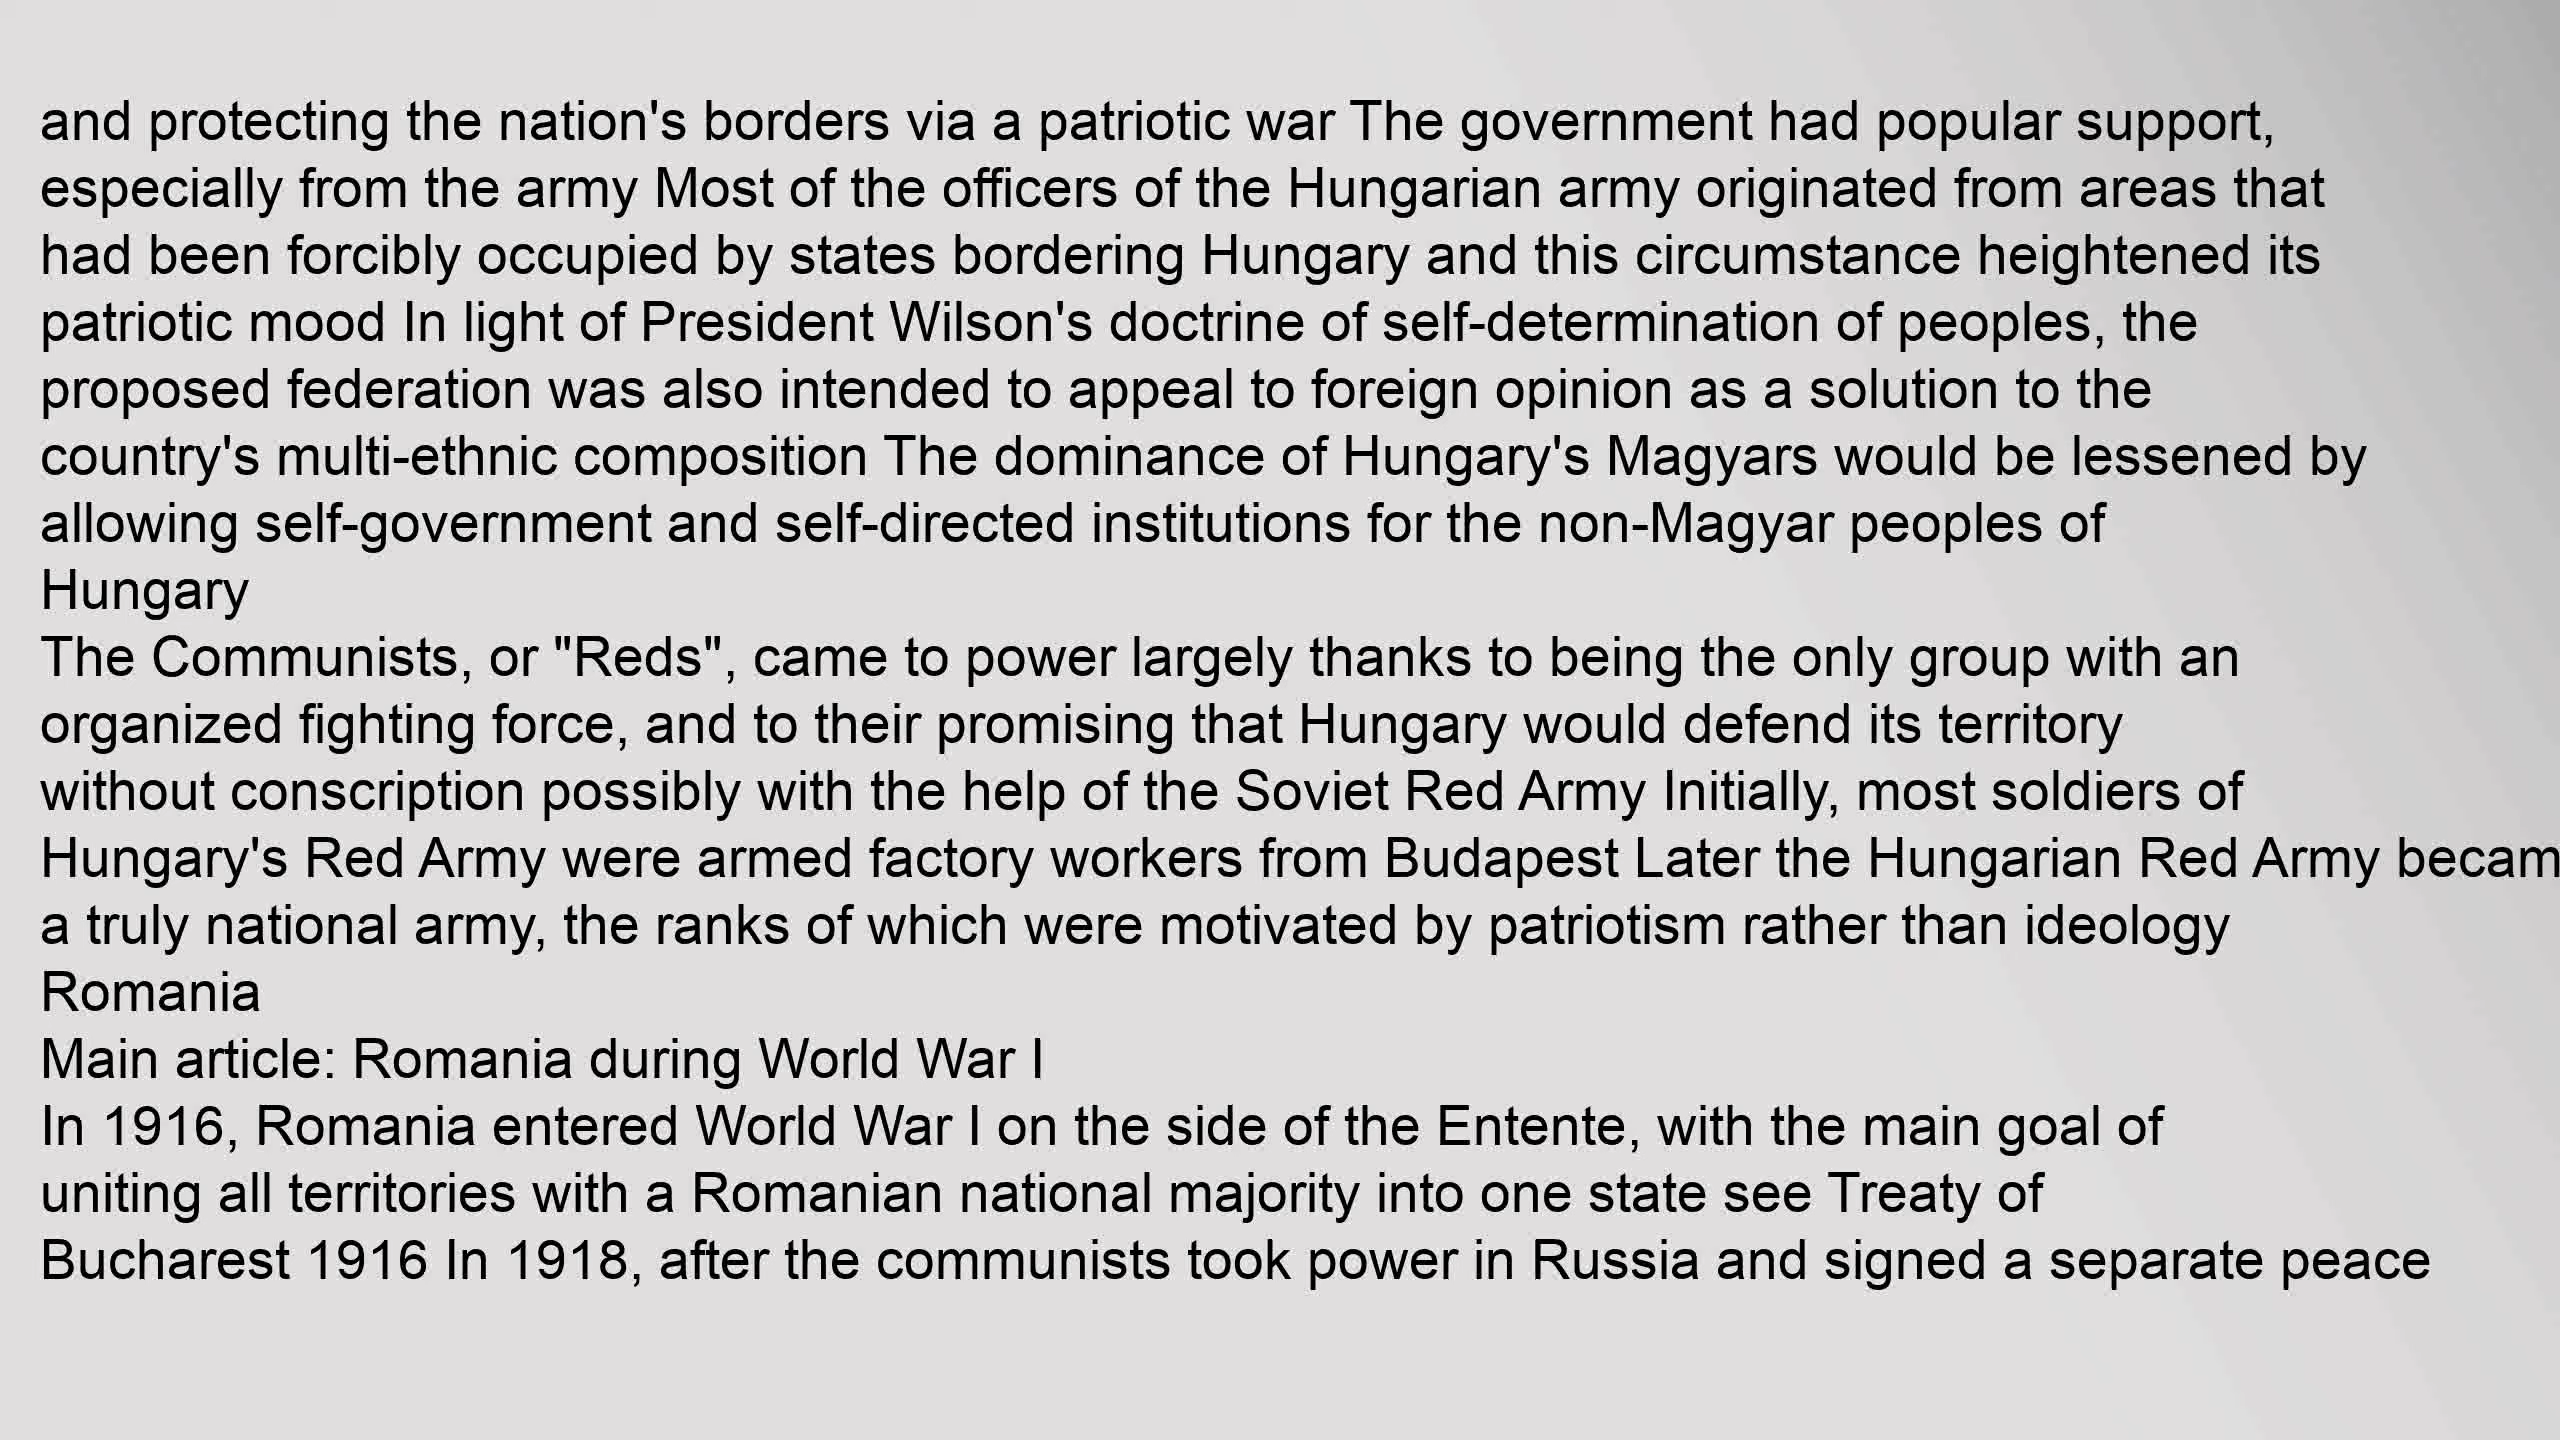 and protecting the nation's borders via a patriotic war The government had popular support,
especially from the army Most of the officers of the Hungarian army originated from areas that
had been forcibly occupied by states bordering Hungary and this circumstance heightened its
patriotic mood In light of President Wilson's doctrine of self-determination of peoples, the
proposed federation was also intended to appeal to foreign opinion as a solution to the
country's multi-ethnic composition The dominance of Hungary's Magyars would be lessened by
allowing self-government and self-directed institutions for the non-Magyar peoples of
Hungary
The Communists, or "Reds", came to power largely thanks to being the only group with an
organized fighting force, and to their promising that Hungary would defend its territory
without conscription possibly with the help of the Soviet Red Army Initially, most soldiers of
Hungary's Red Army were armed factory workers from Budapest Later the Hungarian Red Army becam
a truly national army, the ranks of which were motivated by patriotism rather than ideology
Romania
Main article: Romania during World War I
In 1916, Romania entered World War I on the side of the Entente, with the main goal of
uniting all territories with a Romanian national majority into one state see Treaty of
Bucharest 1916 In 1918, after the communists took power in Russia and signed a separate peace